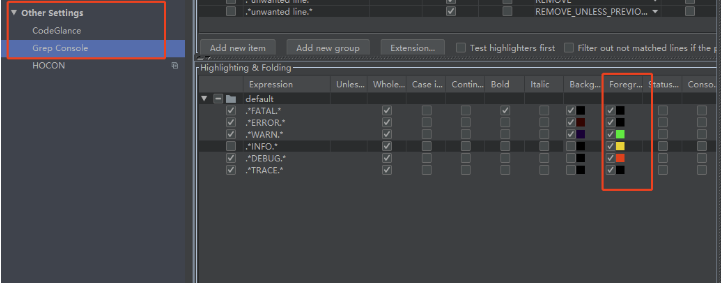 Other Settings
CodeGlance
Grep Console
HOCON
.*unwanted line.* REMOVE
.*unwanted line.* REMOVE_UNLESS_PREVIO...
Add new item Add new group Extension... Test highlighters first Filter out not matched lines if the p
Highlighting & Folding
Expression Unles... Whole... Case i... Contin... Bold Italic Backg... Foregr... Status... Conso...
default
.*FATAL.*
.*ERROR.*
.*WARN.*
.*INFO.*
.*DEBUG.*
.*TRACE.*